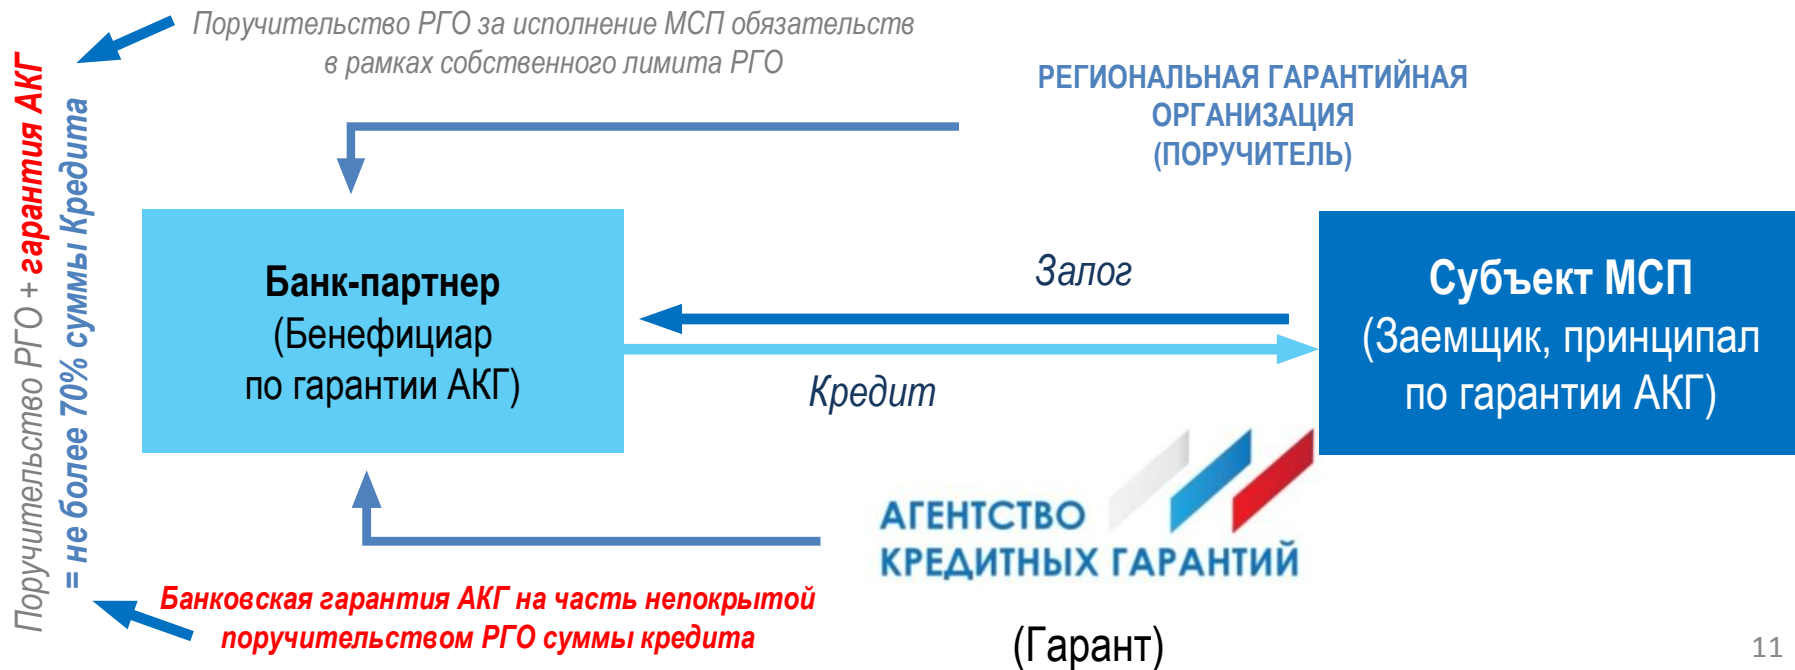 Поручительство РГО за исполнение МСП обязательств
в рамках собственного лимита РГО
РЕГИОНАЛЬНАЯ ГАРАНТИЙНАЯ
ОРГАНИЗАЦИЯ
(ПОРУЧИТЕЛЬ)
Поручительство РГО + гарантия АКГ
= не более 70% суммы Кредита
Банк-партнер
(Бенефициар
по гарантии АКГ)
Залог
Кредит
Субъект МСП
(Заемщик, принципал
по гарантии АКГ)
АГЕНТСТВО
КРЕДИТНЫХ ГАРАНТИЙ
(Гарант)
Банковская гарантия АКГ на часть непокрытой
поручительством РГО суммы кредита
11